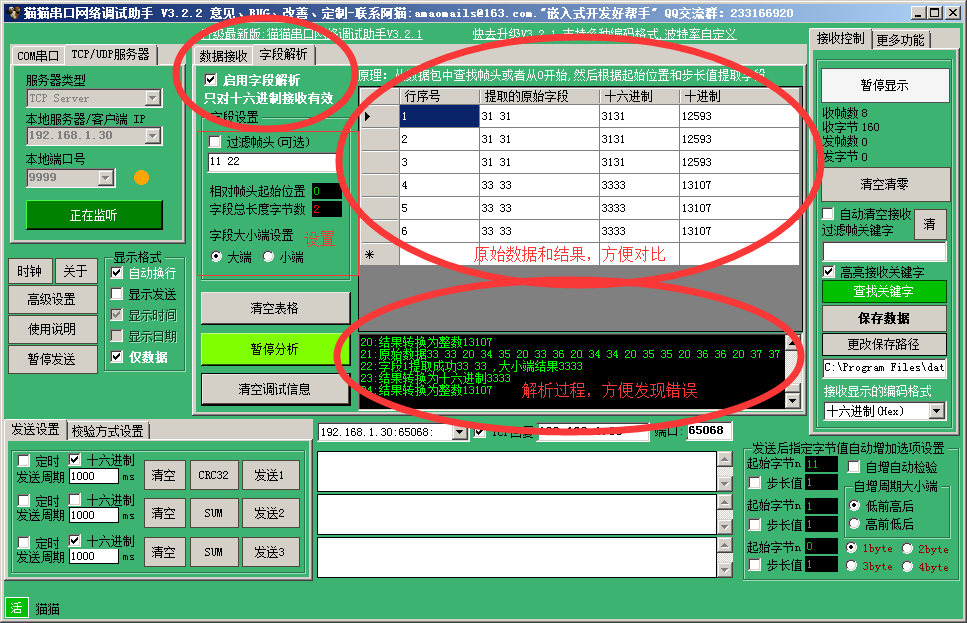 猫猫串口网络调试助手 V3.2.2 意见、BUG、改善、定制-联系阿猫:amaomails@163.com."嵌入式开发好帮手" QQ交流群: 233166920
升级最新版:猫猫串口网络调试助手V3.2.1
快去升级V3.2.1 支持多种编码格式,波特率自定义
COM串口
TCP/UDP服务器
服务器类型
TCP Server
本地服务器/客户端 IP
192.168.1.30
本地端口号
9999
正在监听
时钟
关于
高级设置
使用说明
暂停发送
显示格式
自动换行
显示发送
显示时间
显示日期
仅数据
数据接收
字段解析
启用字段解析
只对十六进制接收有效
字段设置
过滤帧头(可选)
11 22
相对帧头起始位置 0
字段总长度字节数 2
字段大小端设置 设置
大端
小端
清空表格
暂停分析
清空调试信息
原理: 从数据包中查找帧头或者从0开始,然后根据起始位置和步长值提取字段
行序号 提取的原始字段 十六进制 十进制
1 31 31 3131 12593
2 31 31 3131 12593
3 31 31 3131 12593
4 33 33 3333 13107
5 33 33 3333 13107
6 33 33 3333 13107
原始数据和结果，方便对比
20:结果转换为整数13107
21:原始数据33 33 20 34 35 20 33 36 20 34 34 20 35 35 20 36 36 20 37 37
22:字段1提取成功33 33 ,大小端结果3333
23:结果转换为十六进制3333
24:结果转换为整数13107
解析过程，方便发现错误
接收控制
更多功能
暂停显示
收帧数 8
收字节 160
发帧数 0
发字节 0
清空清零
自动清空接收
过滤帧关键字
清
高亮接收关键字
查找关键字
保存数据
更改保存路径
C:\Program Files\dat
接收显示的编码格式
十六进制(Hex)
发送设置
校验方式设置
定时
十六进制
发送周期 1000 ms
清空
CRC32
发送1
定时
十六进制
发送周期 1000 ms
清空
SUM
发送2
定时
十六进制
发送周期 1000 ms
清空
SUM
发送3
192.168.1.30:65068:
端口:
65068
发送后指定字节值自动增加选项设置
起始字节n 11
步长值 1
自增自动检验
自增周期大小端
起始字节n 1
步长值 1
低前高后
高前低后
起始字节n 0
步长值 1
1byte
2byte
3byte
4byte
活
猫猫